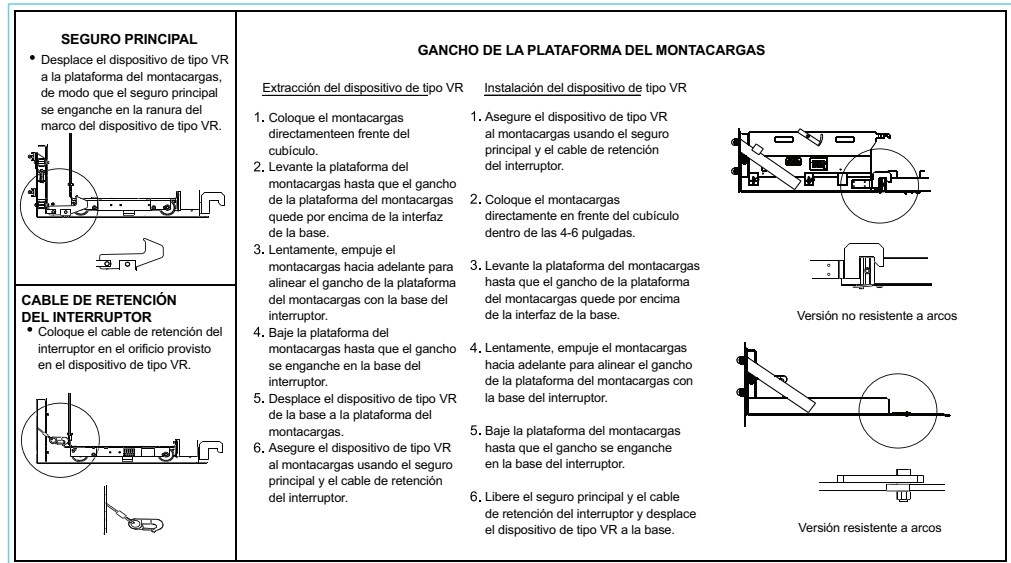 SEGURO PRINCIPAL
• Desplace el dispositivo de tipo VR
a la plataforma del montacargas,
de modo que el seguro principal
se enganche en la ranura del
marco del dispositivo de tipo VR.
CABLE DE RETENCIÓN
DEL INTERRUPTOR
• Coloque el cable de retención del
interruptor en el orificio provisto
en el dispositivo de tipo VR.
GANCHO DE LA PLATAFORMA DEL MONTACARGAS
Extracción del dispositivo de tipo VR
1. Coloque el montacargas
directamenteen frente del
cubículo.
2. Levante la plataforma del
montacargas hasta que el gancho
de la plataforma del montacargas
quede por encima de la interfaz
de la base.
3. Lentamente, empuje el
montacargas hacia adelante para
alinear el gancho de la plataforma
del montacargas con la base del
interruptor.
4. Baje la plataforma del
montacargas hasta que el gancho
se enganche en la base del
interruptor.
5. Desplace el dispositivo de tipo VR
de la base a la plataforma del
montacargas.
6. Asegure el dispositivo de tipo VR
al montacargas usando el seguro
principal y el cable de retención
del interruptor.
Instalación del dispositivo de tipo VR
1. Asegure el dispositivo de tipo VR
al montacargas usando el seguro
principal y el cable de retención
del interruptor.
2. Coloque el montacargas
directamente en frente del cubículo
dentro de las 4-6 pulgadas.
3. Levante la plataforma del montacargas
hasta que el gancho de la plataforma
del montacargas quede por encima
de la interfaz de la base.
4. Lentamente, empuje el montacargas
hacia adelante para alinear el gancho
de la plataforma del montacargas con
la base del interruptor.
5. Baje la plataforma del montacargas
hasta que el gancho se enganche
en la base del interruptor.
6. Libere el seguro principal y el cable
de retención del interruptor y desplace
el dispositivo de tipo VR a la base.
Versión no resistente a arcos
Versión resistente a arcos